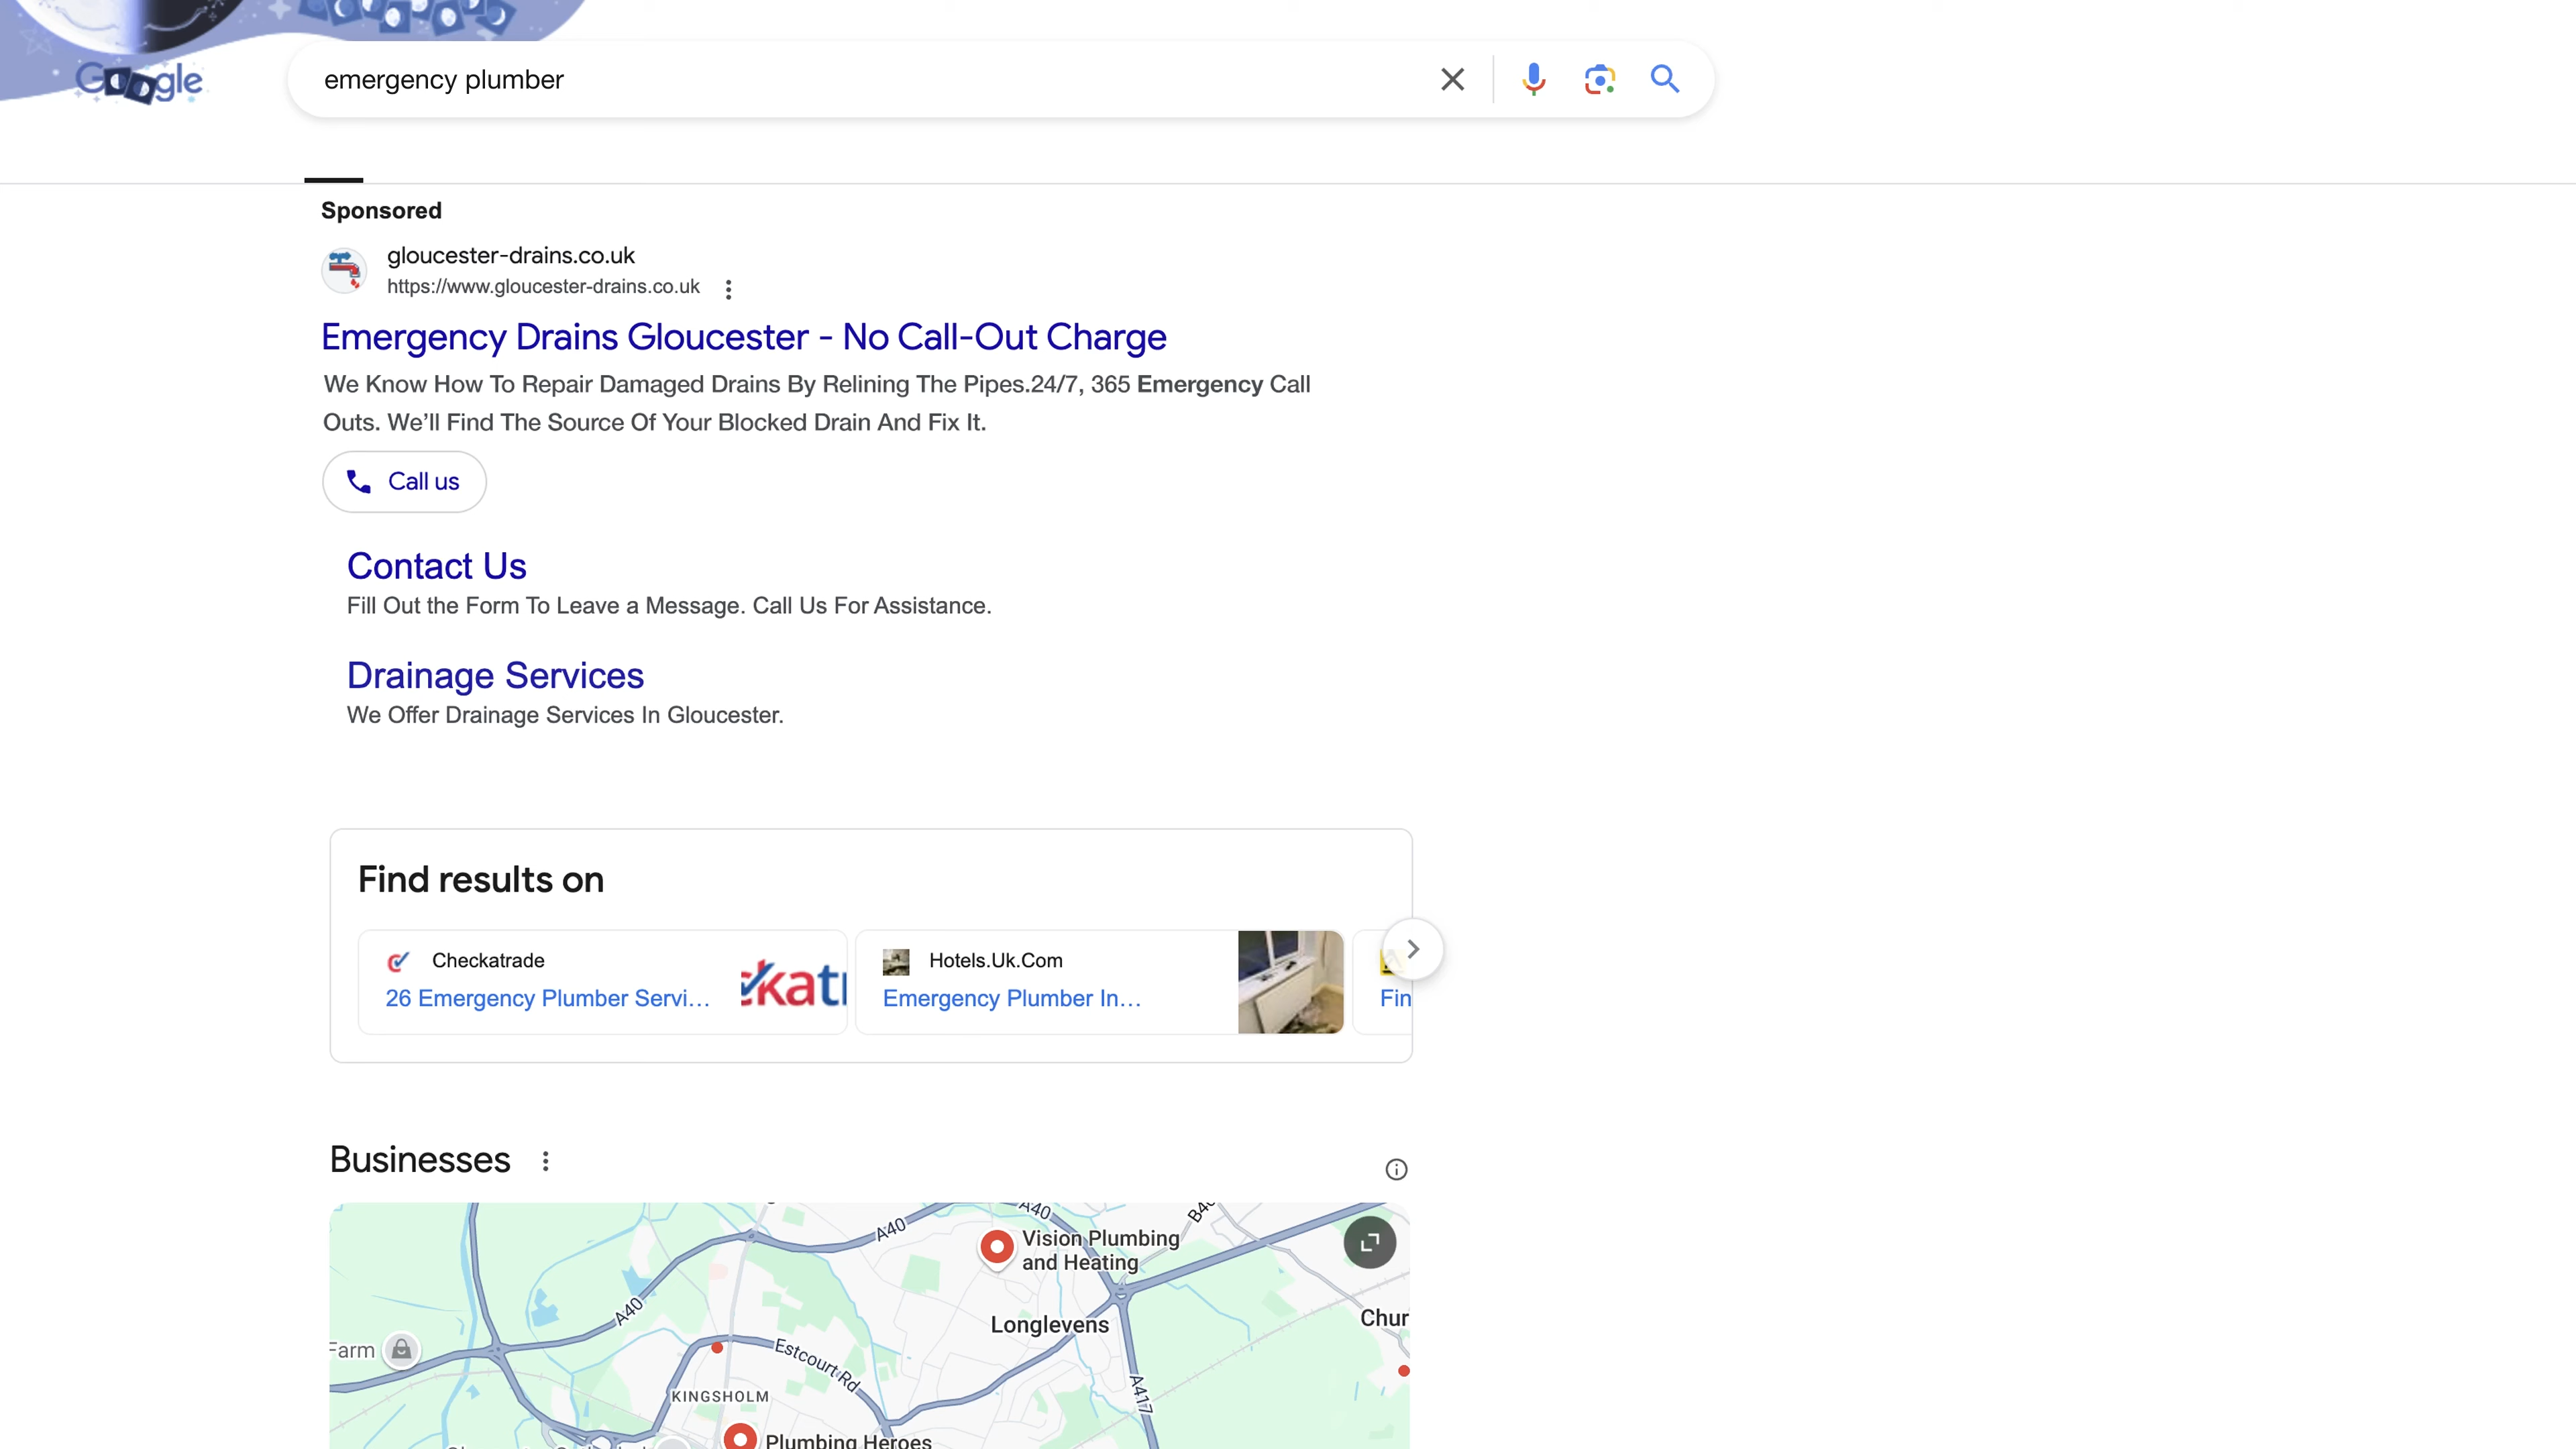 Google
emergency plumber
Sponsored
gloucester-drains.co.uk
https://www.gloucester-drains.co.uk
Emergency Drains Gloucester - No Call-Out Charge
We Know How To Repair Damaged Drains By Relining The Pipes.24/7, 365 Emergency Call
Outs. We’ll Find The Source Of Your Blocked Drain And Fix It.
Call us
Contact Us
Fill Out the Form To Leave a Message. Call Us For Assistance.
Drainage Services
We Offer Drainage Services In Gloucester.
Find results on
Checkatrade
26 Emergency Plumber Servi...
katr
Hotels.Uk.Com
Emergency Plumber In...
Fin
Businesses
A40
A40
B4
Vision Plumbing
and Heating
A40
Longlevens
Chur
Farm
Estcourt Rd
A417
KINGSHOLM
Plumbing Heroes